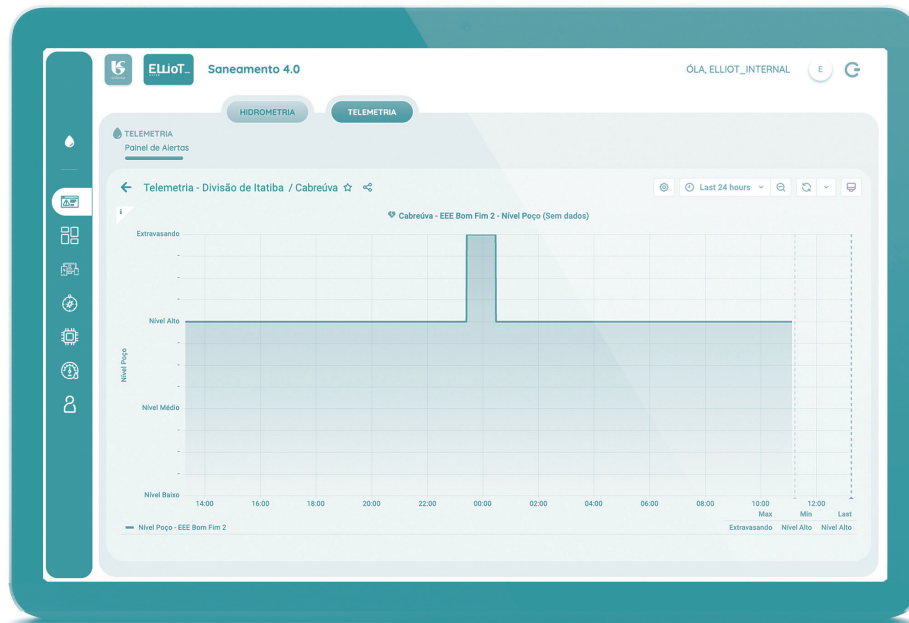 ELLIOT_
Saneamento 4.0
ÓLA, ELLIOT_INTERNAL
E
HIDROMETRIA
TELEMETRIA
TELEMETRIA
Painel de Alertas
Telemetria - Divisão de Itatiba / Cabreúva
Last 24 hours
i
Cabreúva - EEE Bom Fim 2 - Nível Poço (Sem dados)
Extravasando
Nível Alto
Nível Poço
Nível Médio
Nível Baixo
14:00 16:00 18:00 20:00 22:00 00:00 02:00 04:00 06:00 08:00 10:00 12:00
Max Min Last
Nível Poço - EEE Bom Fim 2 Extravasando Nível Alto Nível Alto